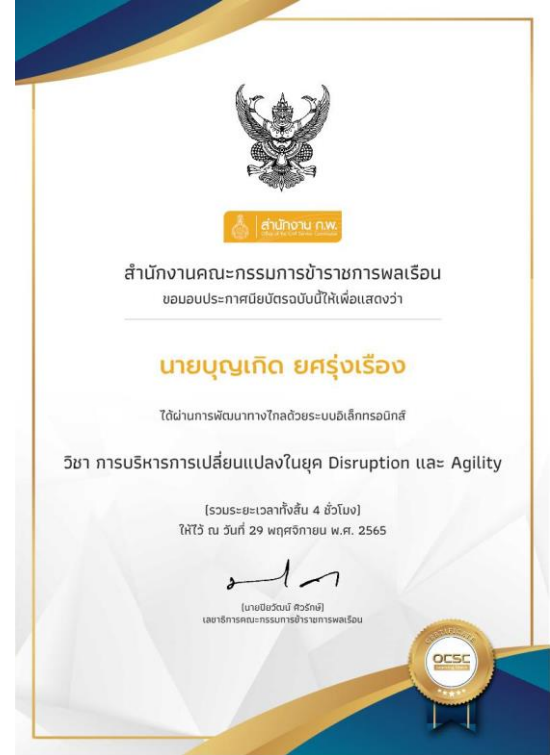 สำนักงาน ก.พ.
Office of the Civil Service Commission
สำนักงานคณะกรรมการข้าราชการพลเรือน
ขอมอบประกาศนียบัตรฉบับนี้ให้เพื่อแสดงว่า
นายบุญเกิด ยศรุ่งเรือง
ได้ผ่านการพัฒนาทางไกลด้วยระบบอิเล็กทรอนิกส์
วิชา การบริหารการเปลี่ยนแปลงในยุค Disruption และ Agility
(รวมระยะเวลาทั้งสิ้น 4 ชั่วโมง)
ให้ไว้ ณ วันที่ 29 พฤศจิกายน พ.ศ. 2565
(นายปิยวัฒน์ ศิวรักษ์)
เลขาธิการคณะกรรมการข้าราชการพลเรือน
CERTIFICATE
OCSC